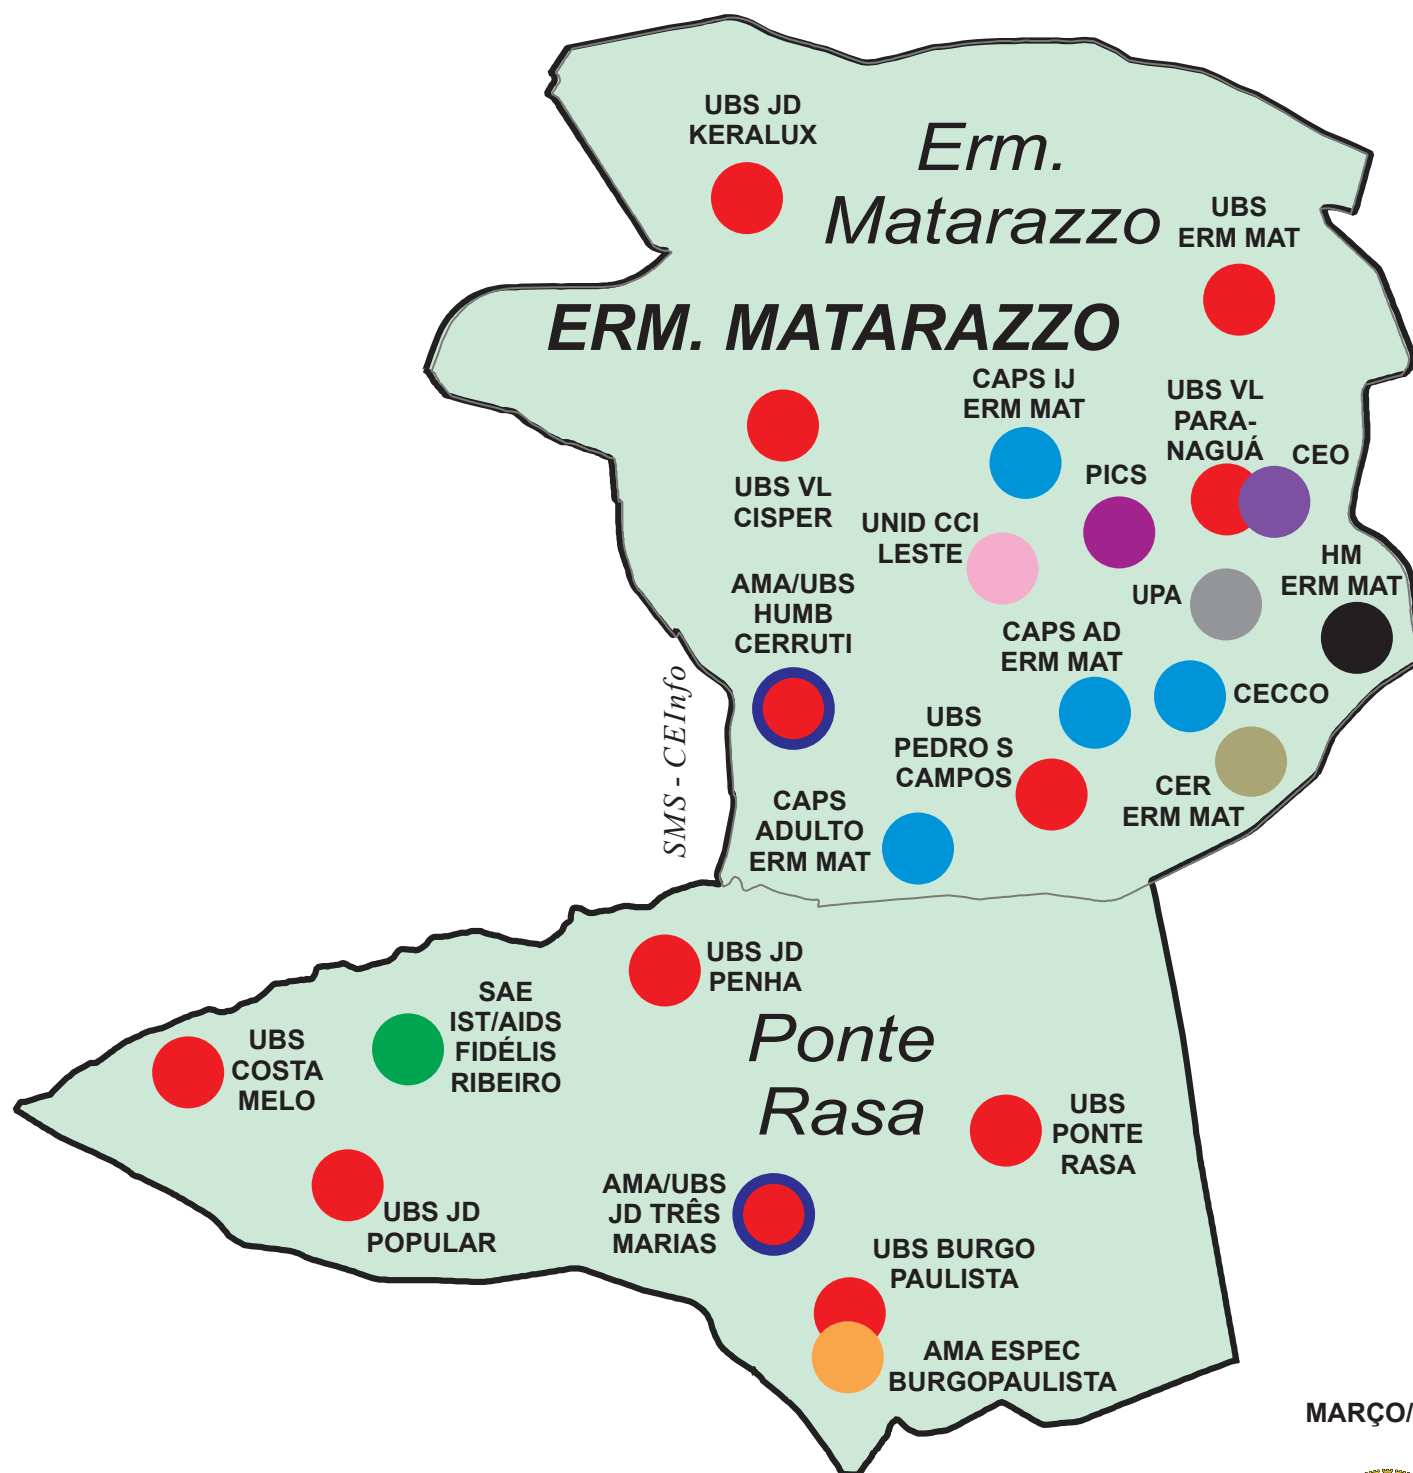 UBS JD
KERALUX
Erm.
Matarazzo
UBS
ERM MAT
ERM. MATARAZZO
CAPS IJ
ERM MAT
UBS VL
PARA-
NAGUÁ
CEO
PICS
UBS VL
CISPER
UNID CCI
LESTE
HM
ERM MAT
UPA
AMA/UBS
HUMB
CERRUTI
CAPS AD
ERM MAT
CECCO
SMS - CEInfo
UBS
PEDRO S
CAMPOS
CER
ERM MAT
CAPS
ADULTO
ERM MAT
UBS JD
PENHA
SAE
IST/AIDS
FIDÉLIS
RIBEIRO
UBS
COSTA
MELO
Ponte
Rasa
UBS
PONTE
RASA
UBS JD
POPULAR
AMA/UBS
JD TRÊS
MARIAS
UBS BURGO
PAULISTA
AMA ESPEC
BURGOPAULISTA
MARÇO/